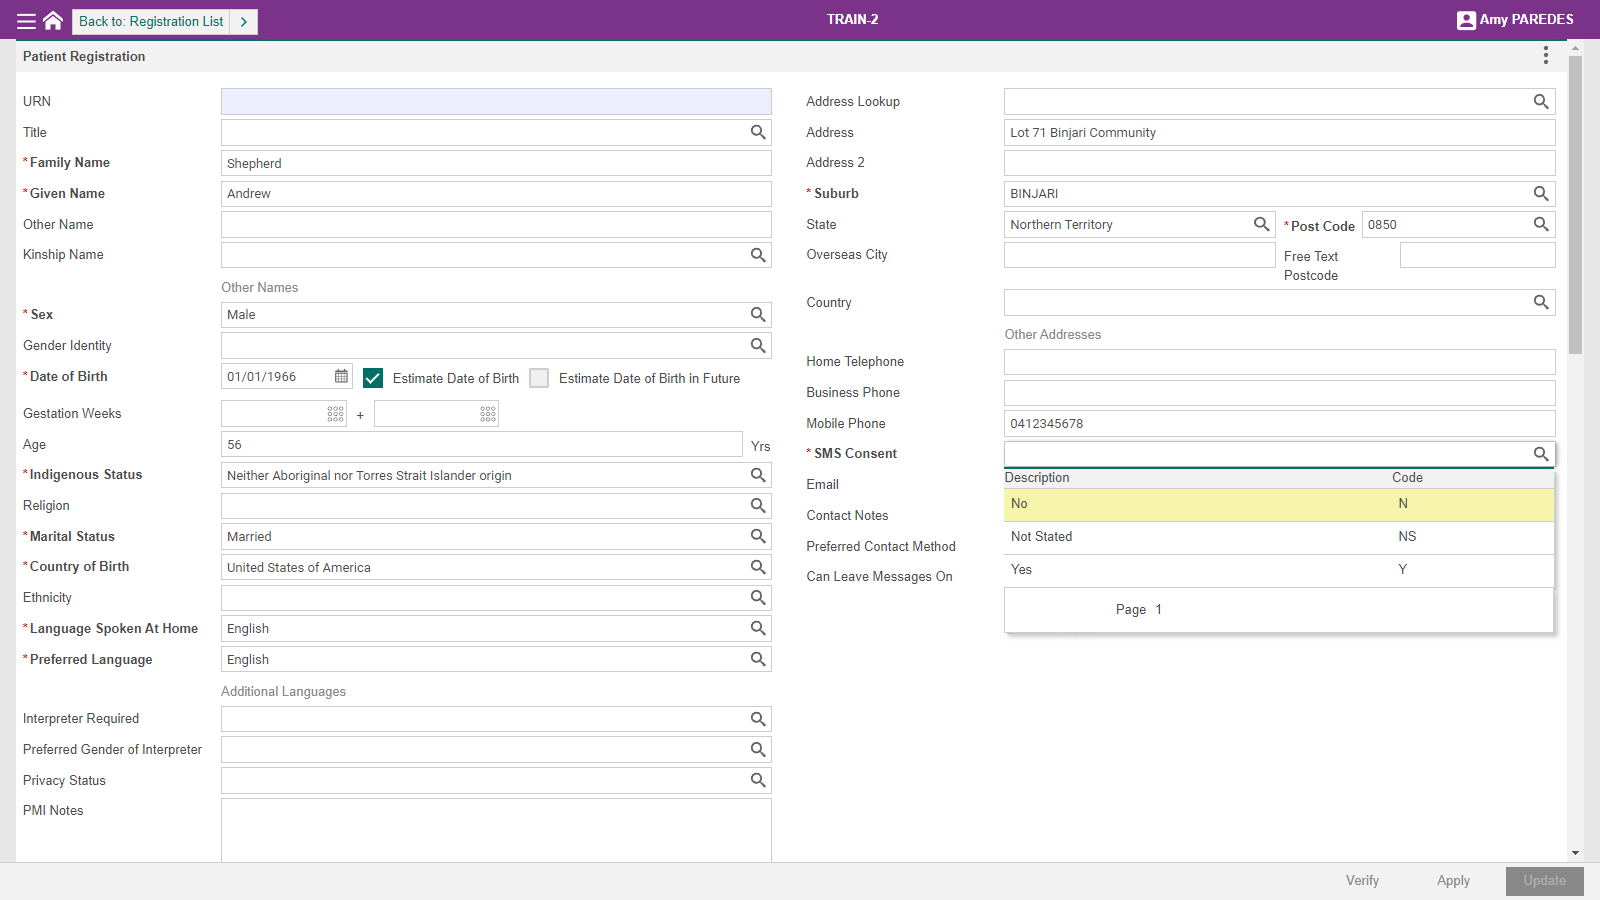 Back to: Registration List
TRAIN-2
Amy PAREDES
Patient Registration
URN
Title
*Family Name Shepherd
*Given Name Andrew
Other Name
Kinship Name
Other Names
*Sex Male
Gender Identity
*Date of Birth 01/01/1966 Estimate Date of Birth Estimate Date of Birth in Future
Gestation Weeks +
Age 56 Yrs
*Indigenous Status Neither Aboriginal nor Torres Strait Islander origin
Religion
*Marital Status Married
*Country of Birth United States of America
Ethnicity
*Language Spoken At Home English
*Preferred Language English
Additional Languages
Interpreter Required
Preferred Gender of Interpreter
Privacy Status
PMI Notes
Address Lookup
Address Lot 71 Binjari Community
Address 2
*Suburb BINJARI
State Northern Territory *Post Code 0850
Overseas City Free Text
Postcode
Country
Other Addresses
Home Telephone
Business Phone
Mobile Phone 0412345678
*SMS Consent
Email
Contact Notes
Preferred Contact Method
Can Leave Messages On
Description Code
No N
Not Stated NS
Yes Y
Page 1
Verify Apply Update